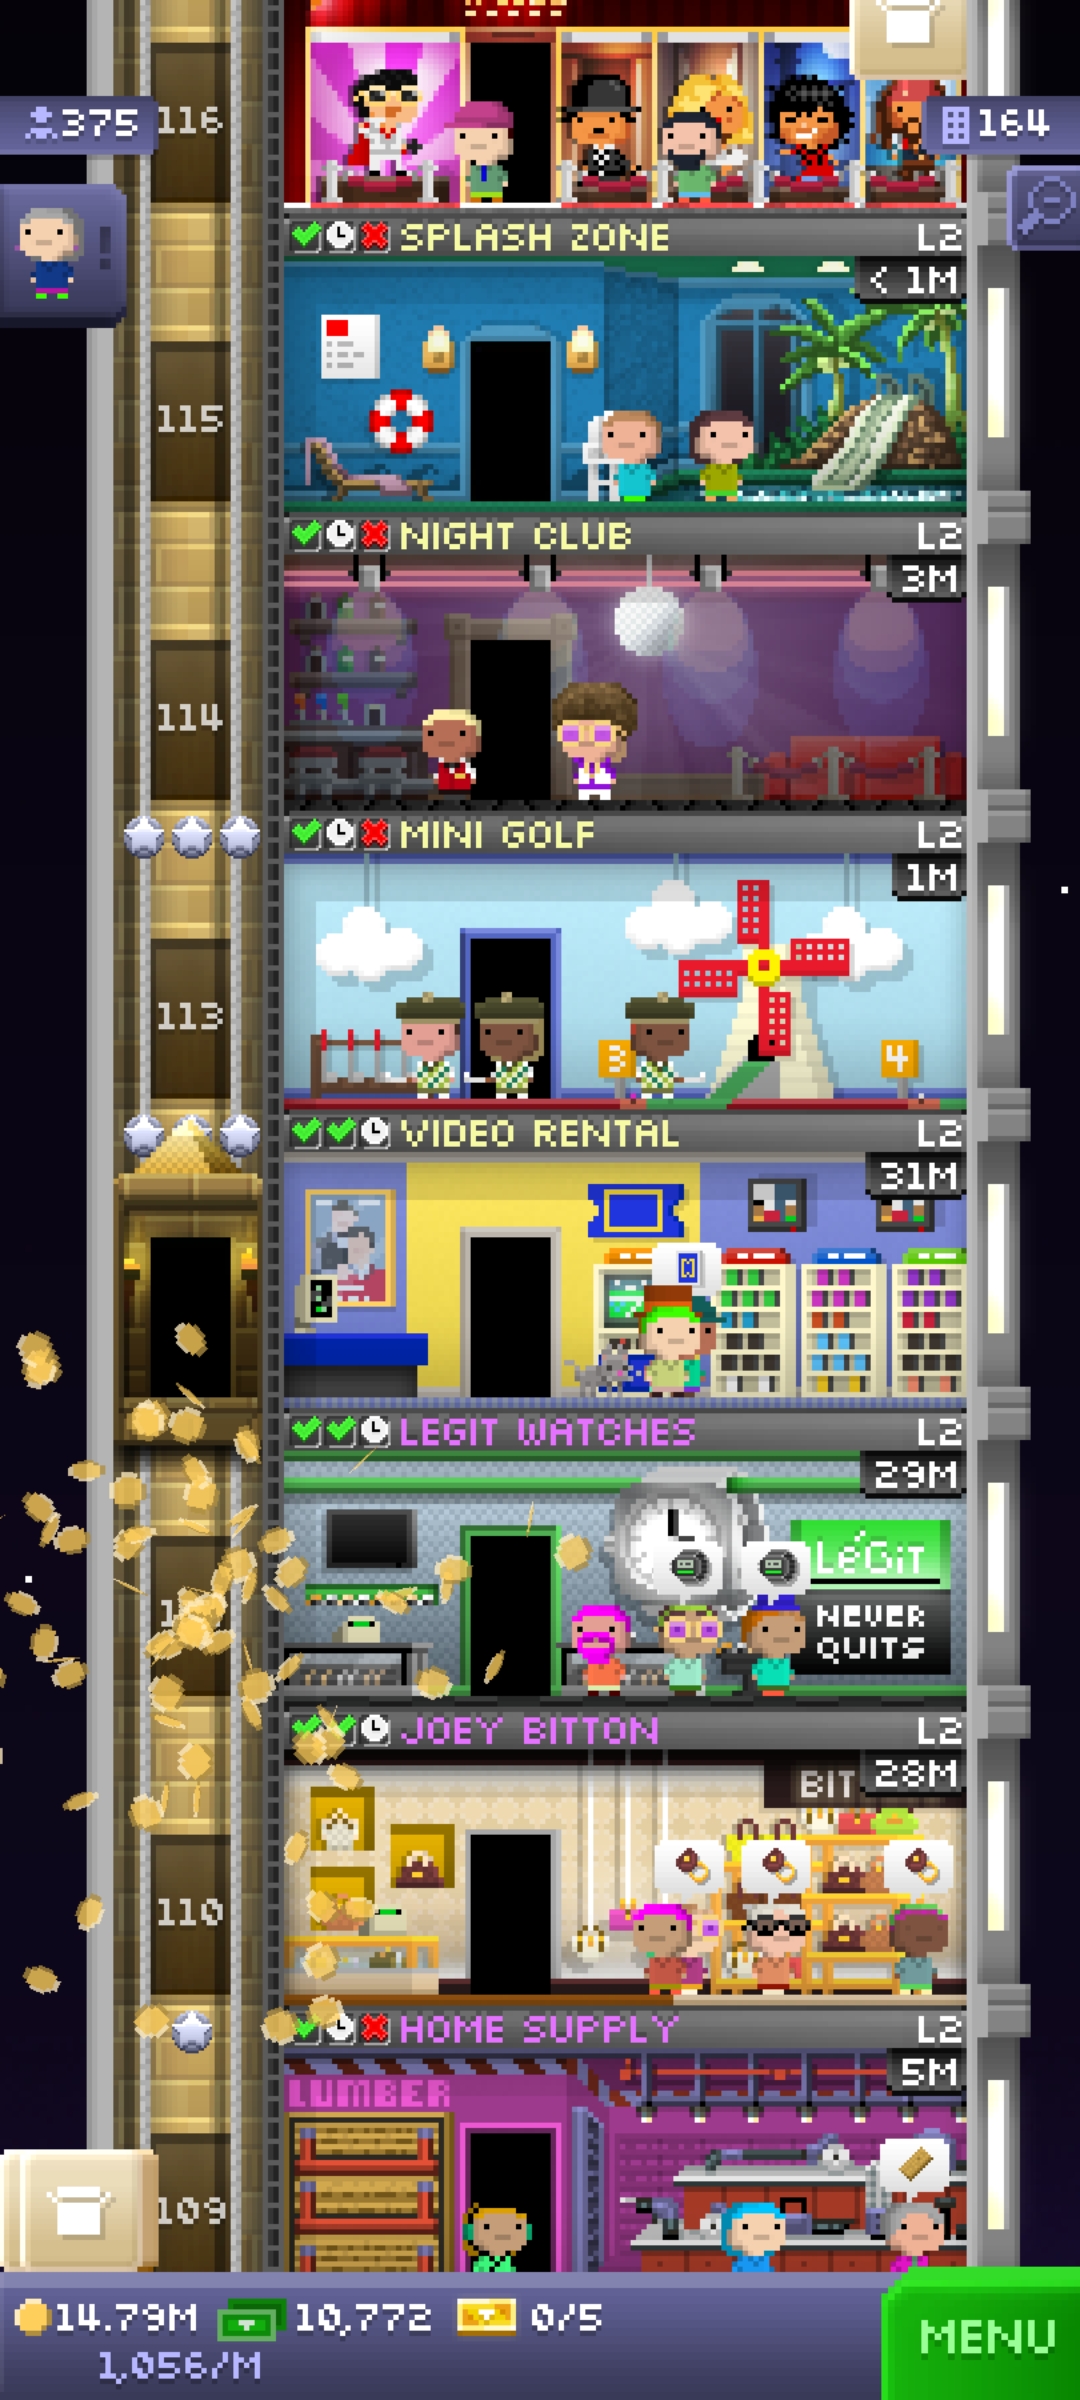 116
375
164
SPLASH ZONE L2
< 1M
115
NIGHT CLUB L2
3M
114
MINI GOLF L2
1M
113
3
4
VIDEO RENTAL L2
31M
LEGIT WATCHES L2
29M
LéGiT
NEVER
QUITS
JOEY BITTON L2
BIT
28M
110
HOME SUPPLY L2
5M
LUMBER
109
14.79M 10,772 0/5
1,056/M
MENU